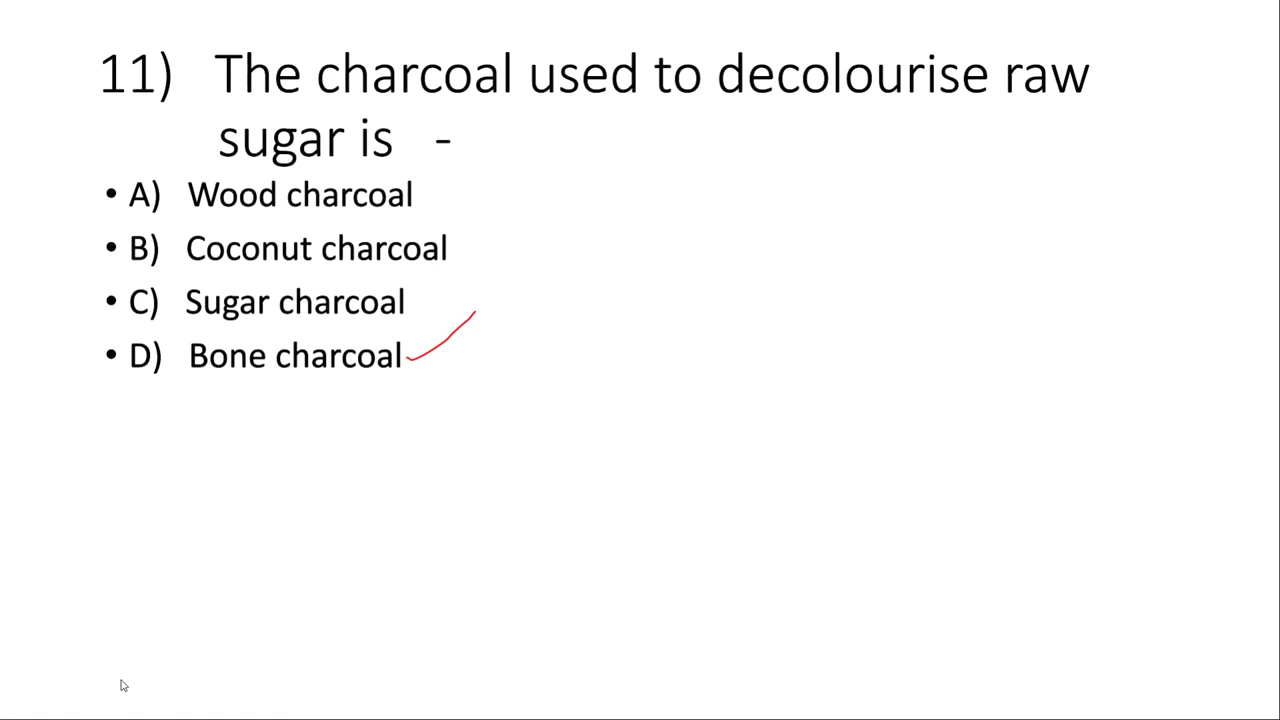 11) The charcoal used to decolourise raw
sugar is -
• A) Wood charcoal
• B) Coconut charcoal
• C) Sugar charcoal
• D) Bone charcoal